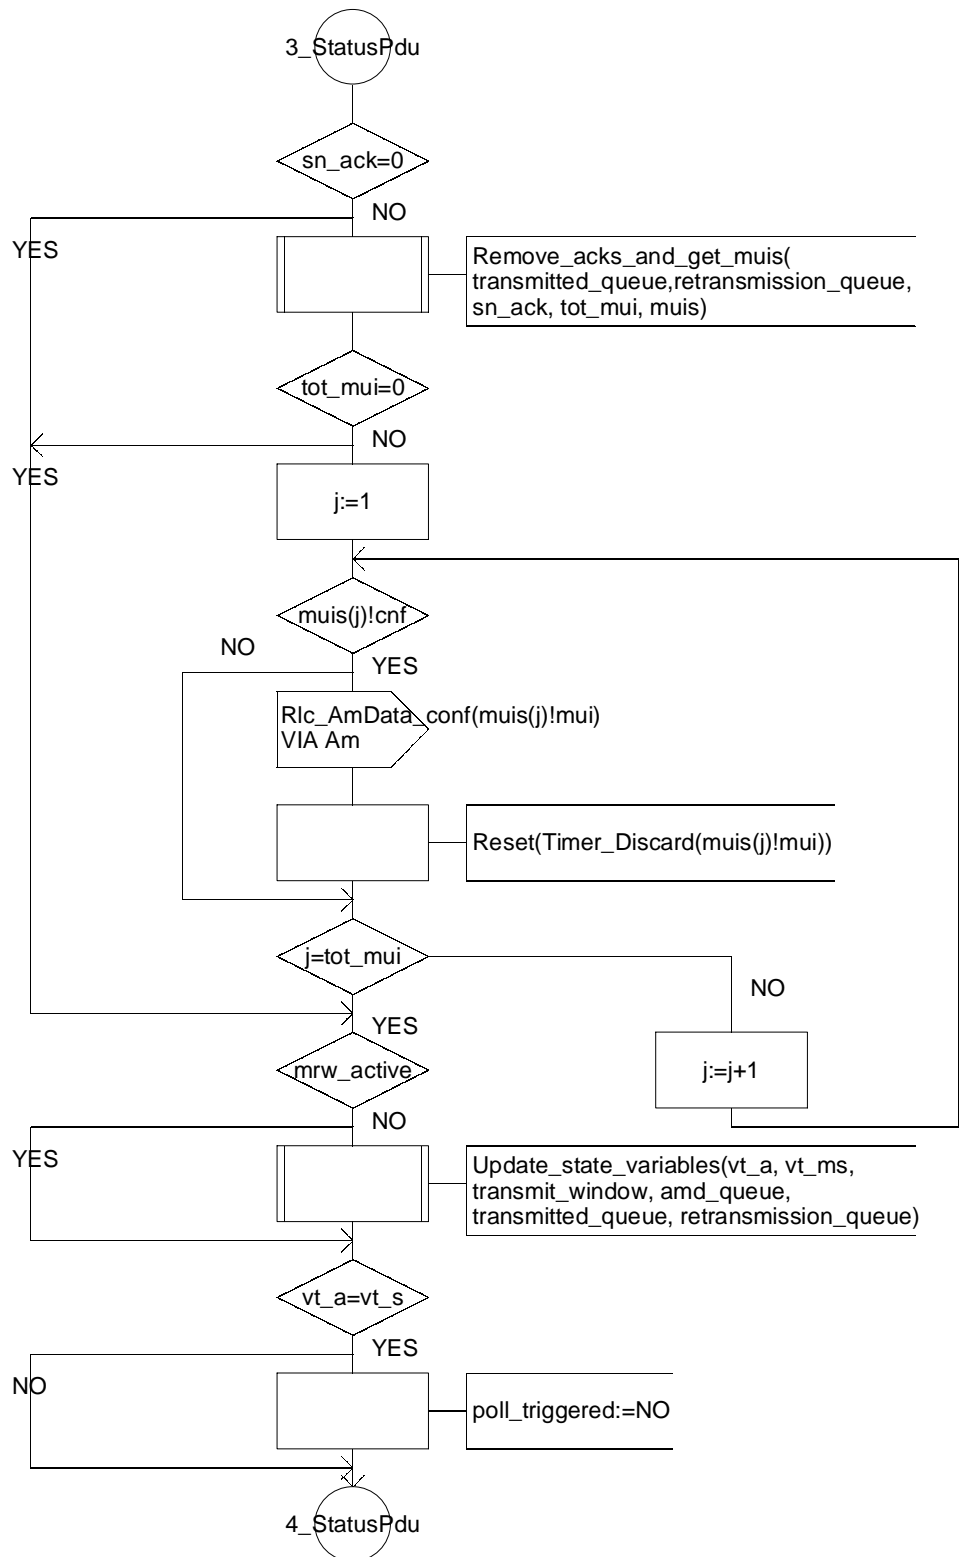 3_StatusPdu
sn_ack=0
NO
YES
Remove_acks_and_get_muis(
transmitted_queue,retransmission_queue,
sn_ack, tot_mui, muis)
tot_mui=0
NO
YES
j:=1
muis(j)!cnf
NO
YES
Rlc_AmData_conf(muis(j)!mui)
VIA Am
Reset(Timer_Discard(muis(j)!mui))
j=tot_mui
NO
YES
mrw_active
j:=j+1
NO
YES
Update_state_variables(vt_a, vt_ms,
transmit_window, amd_queue,
transmitted_queue, retransmission_queue)
vt_a=vt_s
YES
NO
poll_triggered:=NO
4_StatusPdu